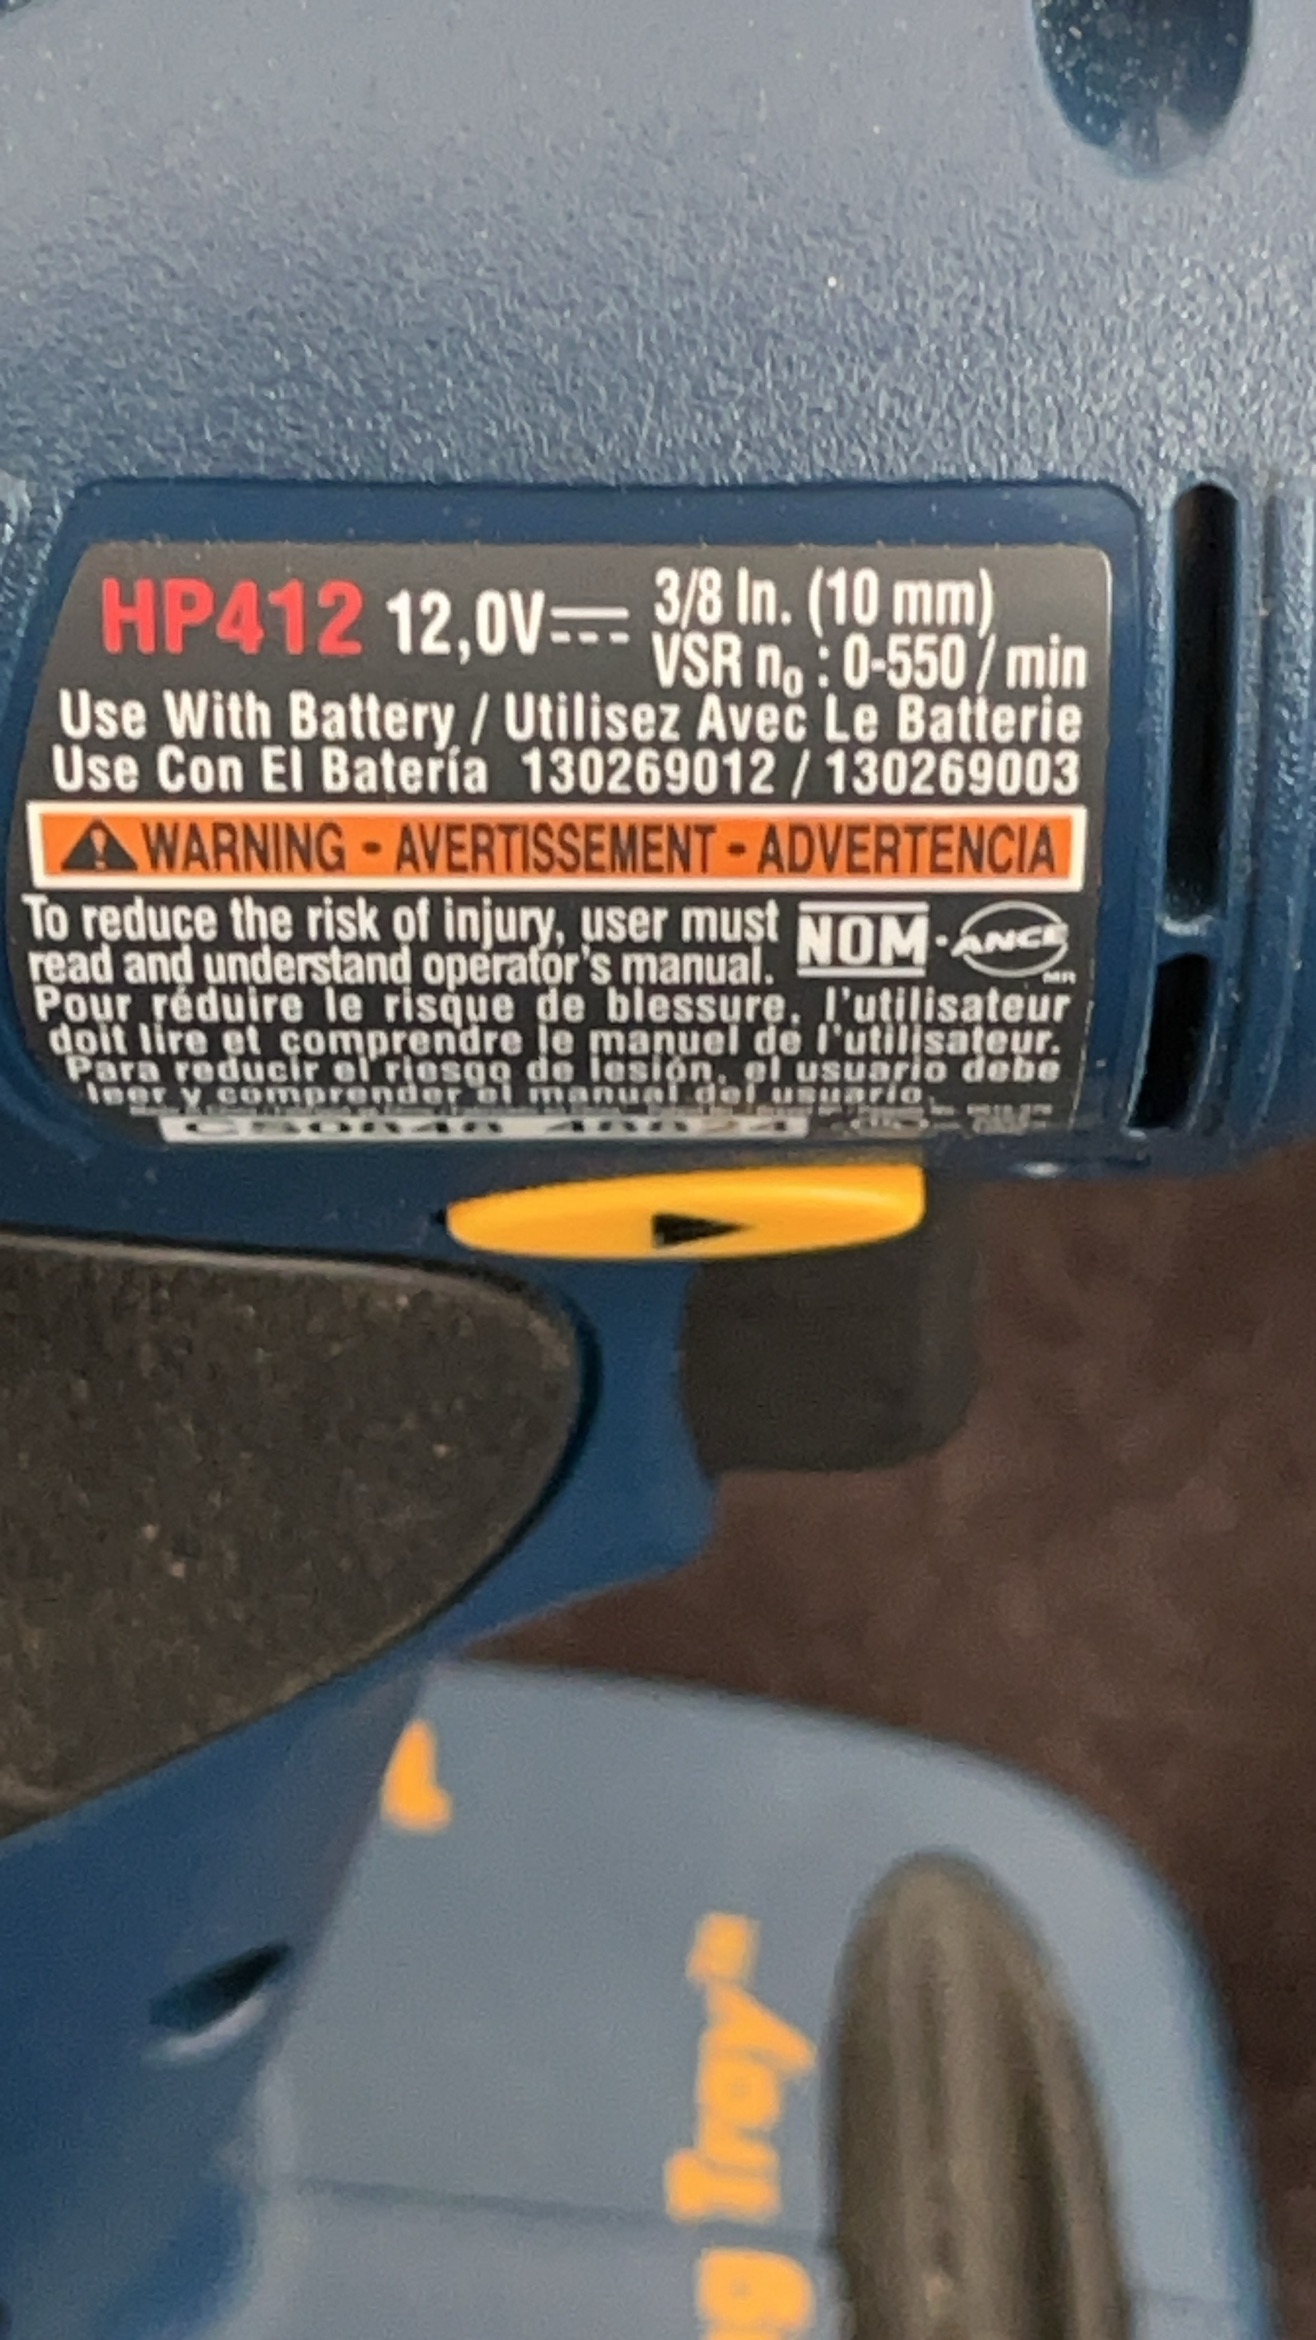 HP412 12,0V 3/8 In. (10 mm)
VSR n₀ : 0-550 / min
Use With Battery / Utilisez Avec Le Batterie
Use Con El Batería 130269012 / 130269003
WARNING - AVERTISSEMENT - ADVERTENCIA
To reduce the risk of injury, user must
read and understand operator's manual.
NOM · ANCE
MR
Pour réduire le risque de blessure, l'utilisateur
doit lire et comprendre le manuel de l'utilisateur.
Para reducir el riesgo de lesión, el usuario debe
leer y comprender el manual del usuario.
Tray™